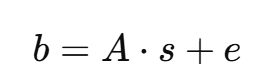 b = A · s + e